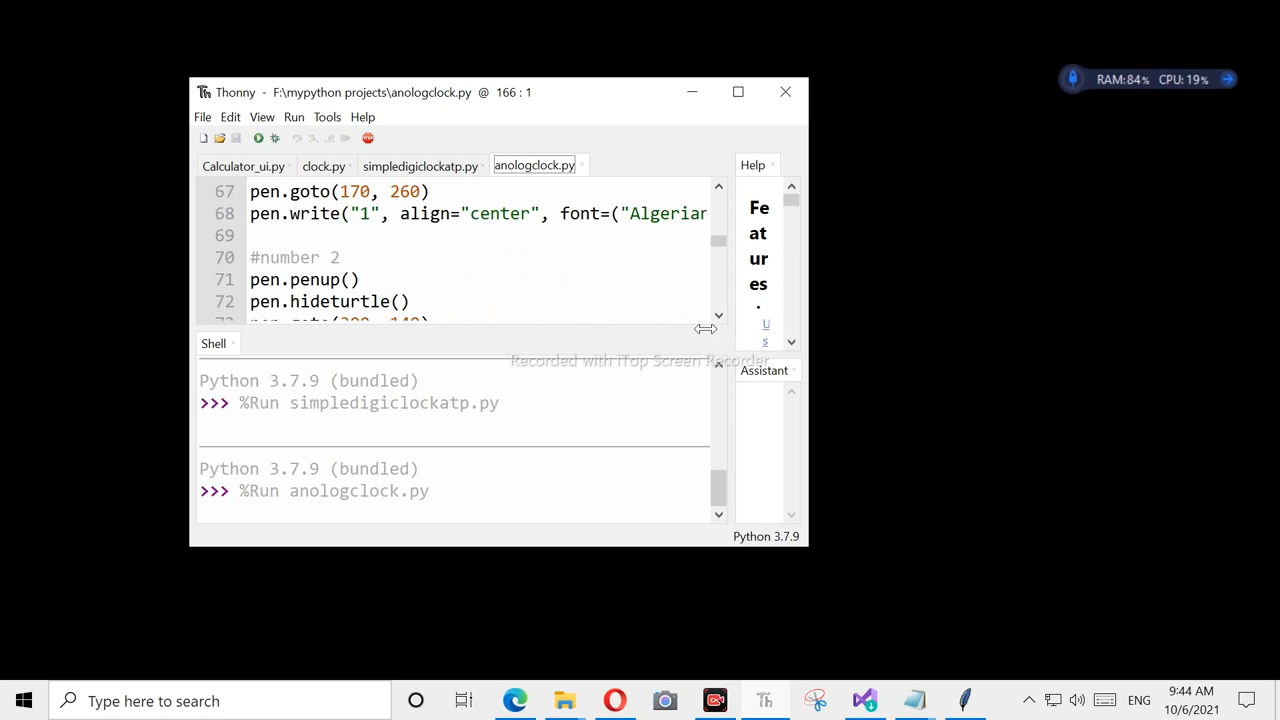 RAM:84% CPU:19%
Th Thonny - F:\mypython projects\anologclock.py @ 166 : 1
File Edit View Run Tools Help
Calculator_ui.py clock.py simpledigiclockatp.py anologclock.py
67 pen.goto(170, 260)
68 pen.write("1", align="center", font=("Algerian
69
70 #number 2
71 pen.penup()
72 pen.hideturtle()
Help
Fe
at
ur
es
.
U
s
Shell
Recorded with iTop Screen Recorder
Python 3.7.9 (bundled)
>>> %Run simpledigiclockatp.py
Python 3.7.9 (bundled)
>>> %Run anologclock.py
Assistant
Python 3.7.9
Type here to search
Th
ENG
9:44 AM
10/6/2021